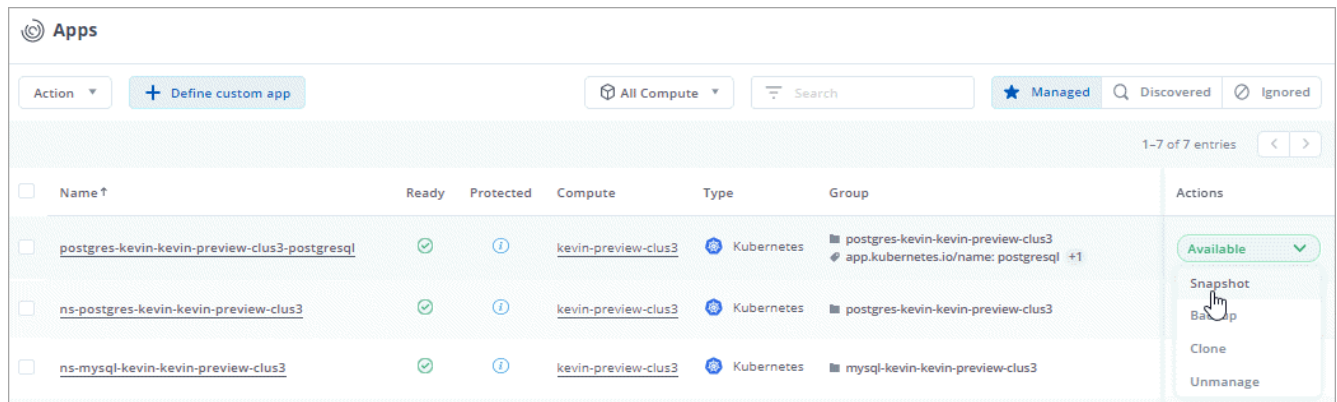 Apps
Action
+ Define custom app
All Compute
Search
Managed
Discovered
Ignored
1–7 of 7 entries
Name↑ Ready Protected Compute Type Group Actions
postgres-kevin-kevin-preview-clus3-postgresql kevin-preview-clus3 Kubernetes postgres-kevin-kevin-preview-clus3
app.kubernetes.io/name: postgresql +1
Available
Snapshot
ns-postgres-kevin-kevin-preview-clus3 kevin-preview-clus3 Kubernetes postgres-kevin-kevin-preview-clus3
Backup
Clone
ns-mysql-kevin-kevin-preview-clus3 kevin-preview-clus3 Kubernetes mysql-kevin-kevin-preview-clus3
Unmanage